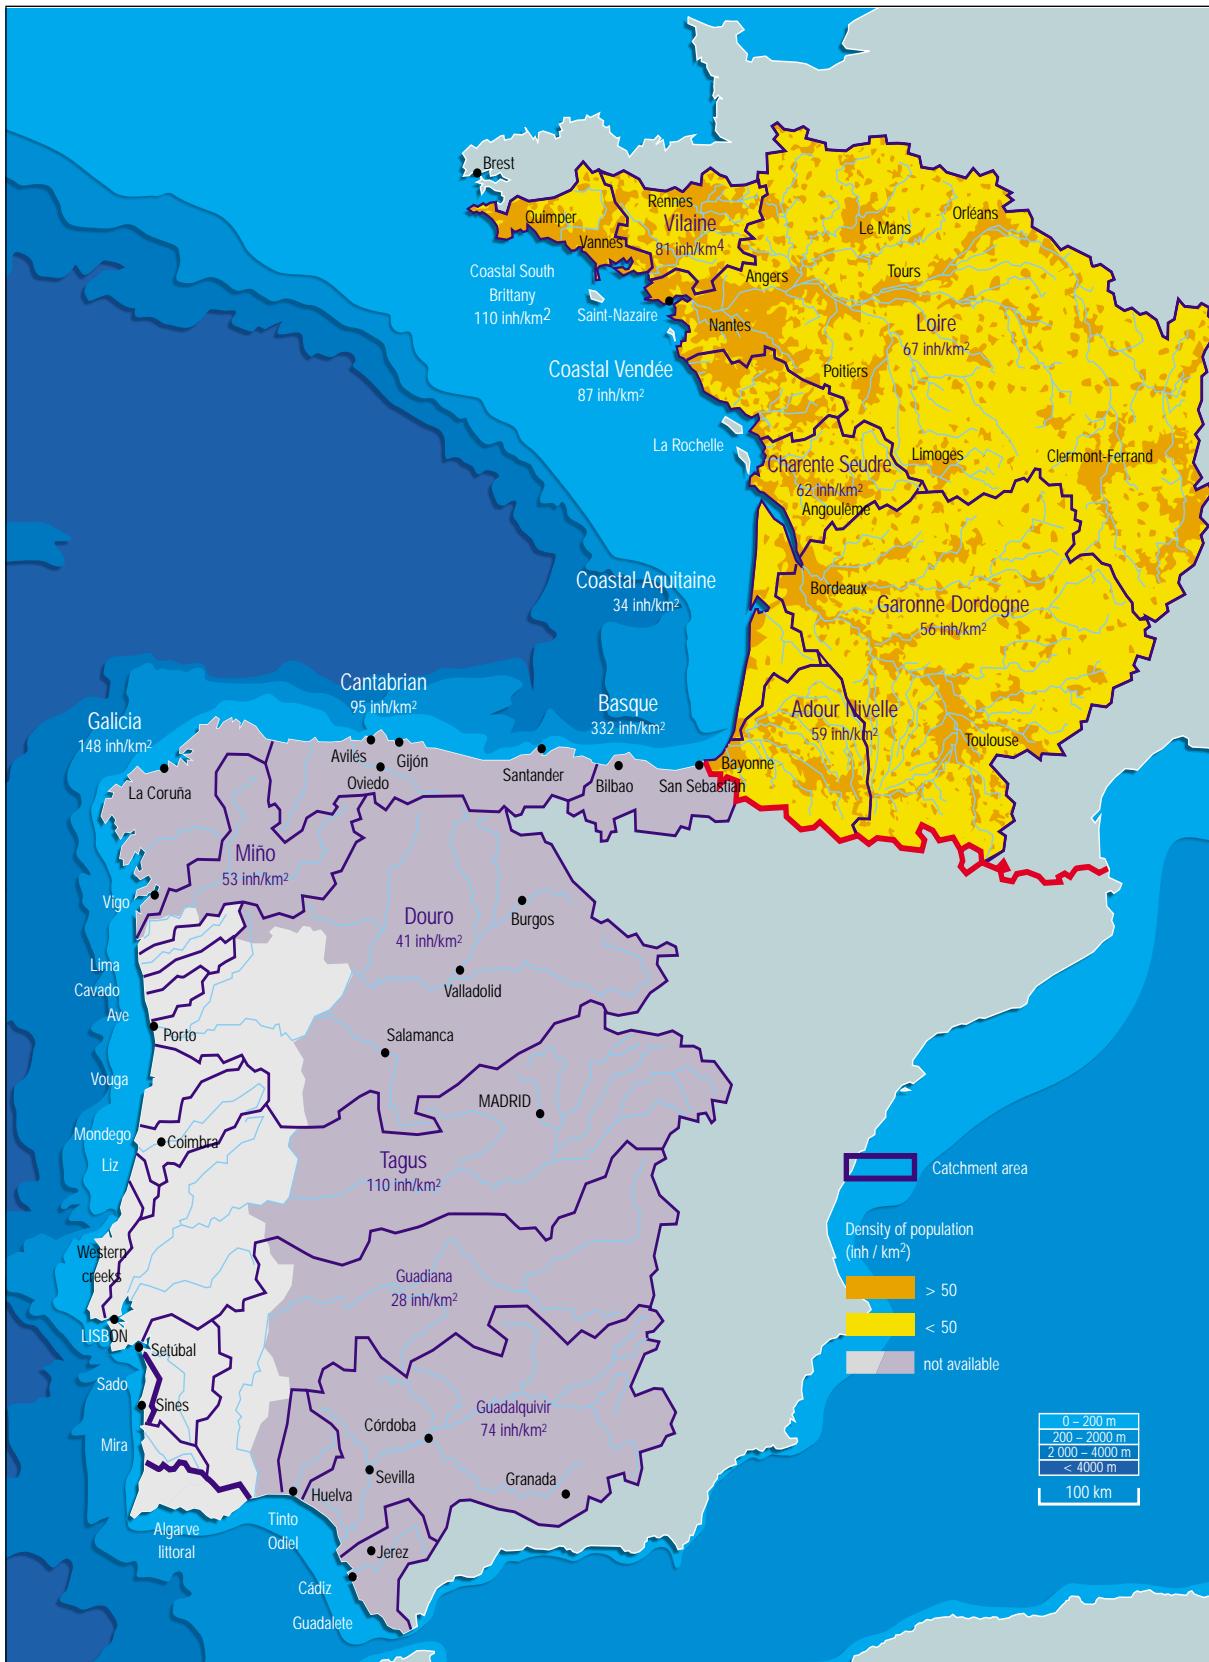 Brest
Quimper
Rennes
Vilaine
81 inh/km4
Vannes
Le Mans
Orléans
Coastal South
Brittany
110 inh/km2
Saint-Nazaire
Angers
Tours
Nantes
Loire
67 inh/km2
Coastal Vendée
87 inh/km2
Poitiers
La Rochelle
Limoges
Clermont-Ferrand
Charente Seudre
62 inh/km2
Angoulême
Coastal Aquitaine
34 inh/km2
Bordeaux
Garonne Dordogne
56 inh/km2
Cantabrian
95 inh/km2
Galicia
148 inh/km2
Basque
332 inh/km2
Adour Nivelle
59 inh/km2
Toulouse
Bayonne
Avilés
Gijón
Oviedo
Santander
Bilbao
San Sebastián
La Coruña
Miño
53 inh/km2
Vigo
Douro
41 inh/km2
Burgos
Lima
Cavado
Ave
Valladolid
Porto
Salamanca
Vouga
MADRID
Mondego
Coimbra
Liz
Tagus
110 inh/km2
Catchment area
Density of population
(inh / km2)
> 50
< 50
not available
Western
creeks
Guadiana
28 inh/km2
LISBON
Setúbal
Sado
Sines
Mira
Guadalquivir
74 inh/km2
Córdoba
Sevilla
Granada
Huelva
0 – 200 m
200 – 2000 m
2 000 – 4000 m
< 4000 m
100 km
Algarve
littoral
Tinto
Odiel
Jerez
Cádiz
Guadalete